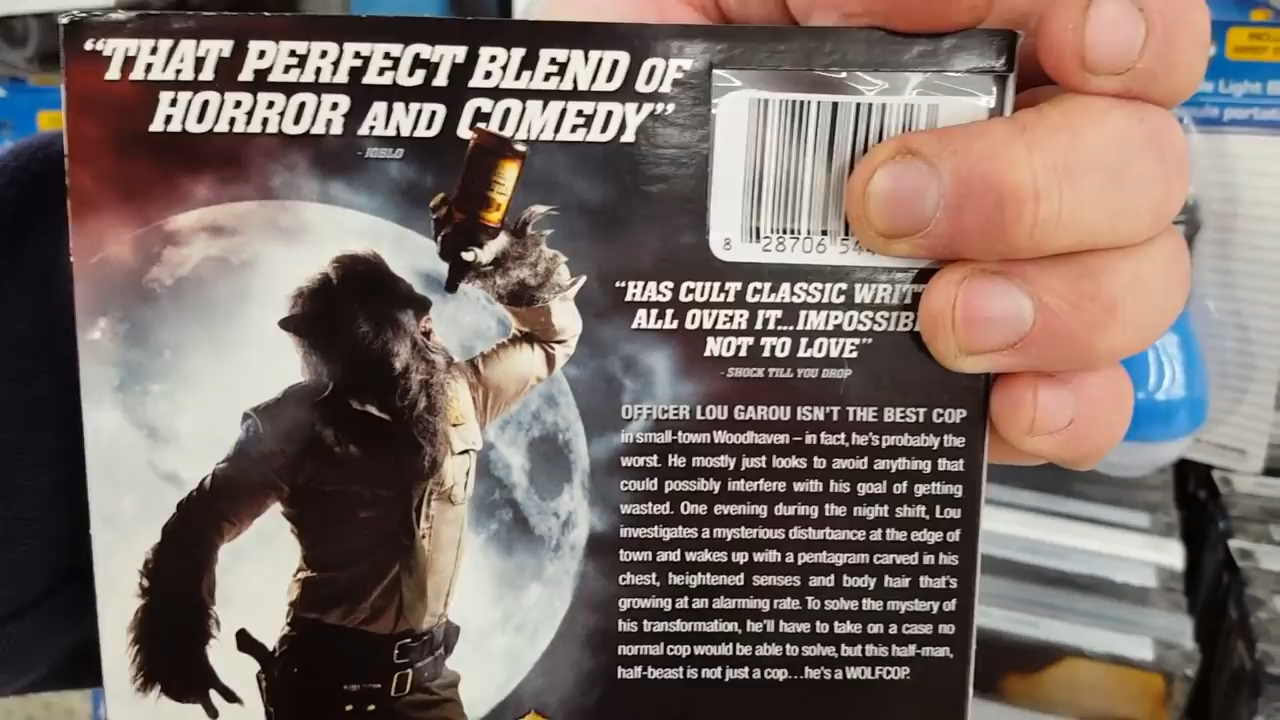 “THAT PERFECT BLEND OF
HORROR AND COMEDY”
- JOBLO
8 28706 54
“HAS CULT CLASSIC
ALL OVER IT...
NOT TO LOVE”
- SHOCK TILL YOU DROP
OFFICER LOU GAROU ISN'T THE BEST COP
in small-town Woodhaven – in fact, he's probably the
worst. He mostly just looks to avoid anything that
could possibly interfere with his goal of getting
wasted. One evening during the night shift, Lou
investigates a mysterious disturbance at the edge of
town and wakes up with a pentagram carved in his
chest, heightened senses and body hair that's
growing at an alarming rate. To solve the mystery of
his transformation, he'll have to take on a case no
normal cop would be able to solve, but this half-man,
half-beast is not just a cop...he's a WOLFCOP.